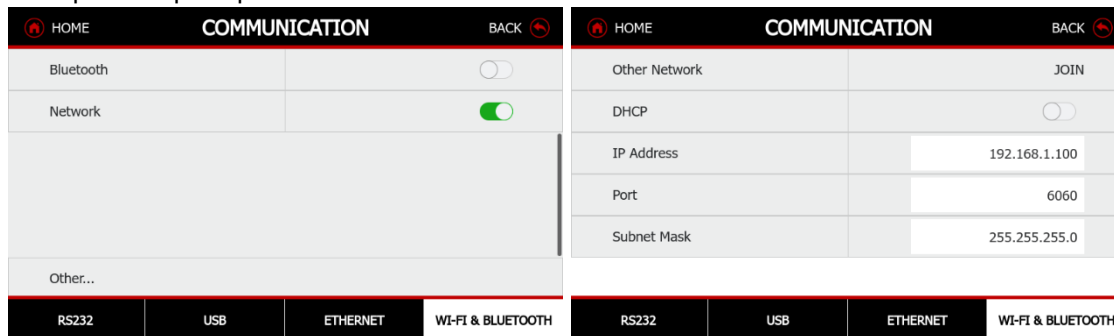 HOME COMMUNICATION BACK
Bluetooth
Network
Other...
RS232 USB ETHERNET WI-FI & BLUETOOTH
HOME COMMUNICATION BACK
Other Network JOIN
DHCP
IP Address 192.168.1.100
Port 6060
Subnet Mask 255.255.255.0
RS232 USB ETHERNET WI-FI & BLUETOOTH